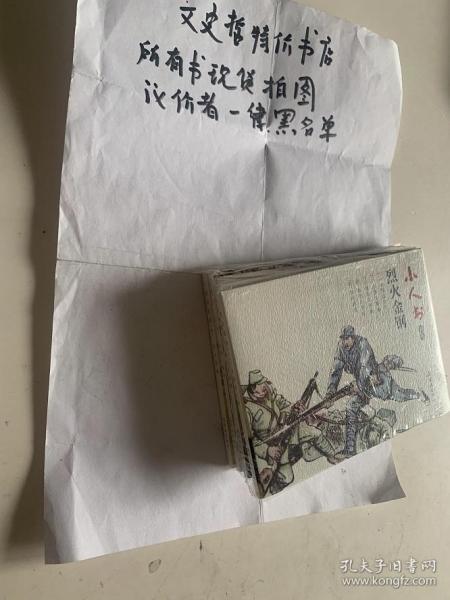 文史哲特价书店
所有书现货拍图
议价者一律黑名单
小人书
烈火金钢
孔夫子旧书网
www.kongfz.com